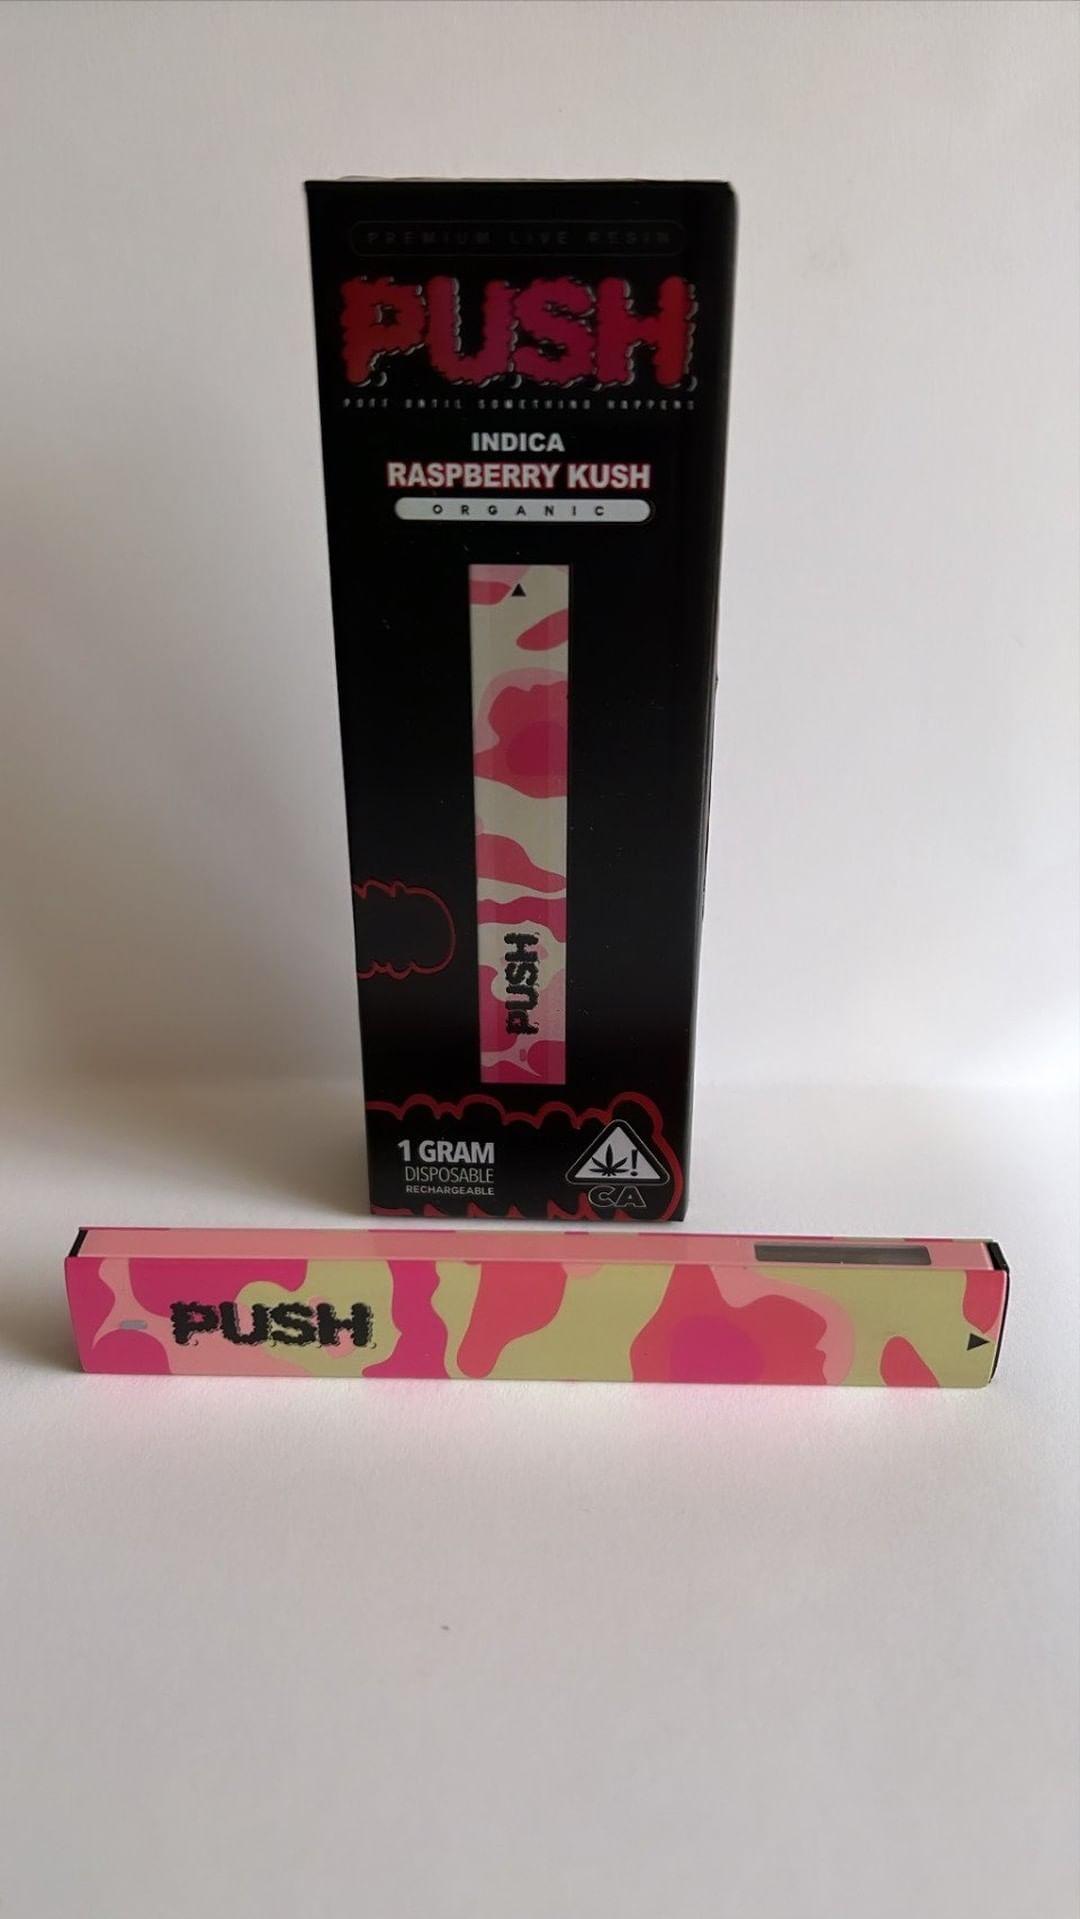 PREMIUM LIVE RESIN
PUSH
PUFF UNTIL SOMETHING HAPPENS
INDICA
RASPBERRY KUSH
ORGANIC
PUSH
1 GRAM
DISPOSABLE
RECHARGEABLE
!
CA
PUSH